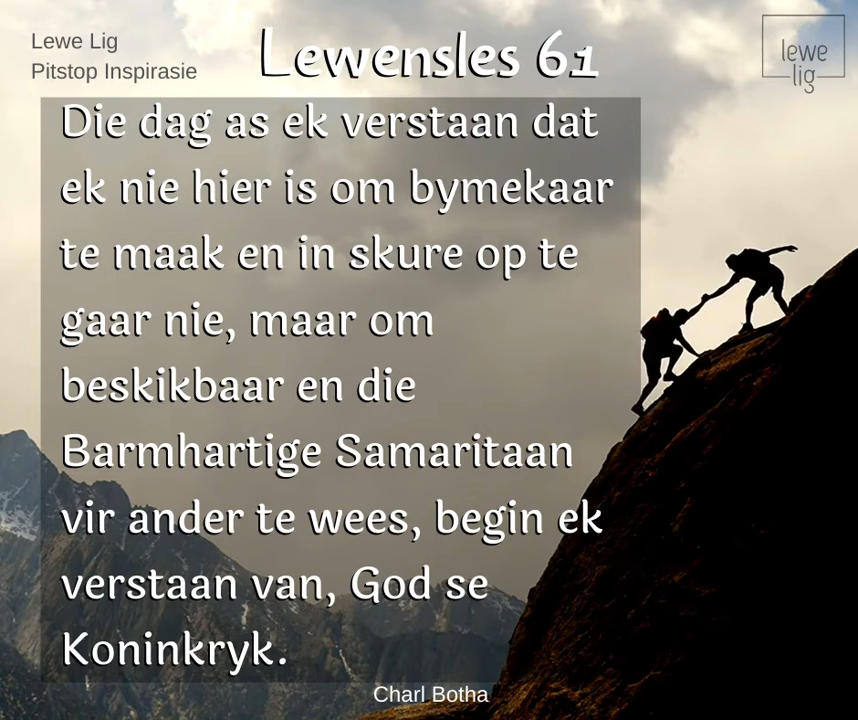 Lewe Lig
Pitstop Inspirasie
Lewensles 61
lewe
lig
Die dag as ek verstaan dat
ek nie hier is om bymekaar
te maak en in skure op te
gaar nie, maar om
beskikbaar en die
Barmhartige Samaritaan
vir ander te wees, begin ek
verstaan van, God se
Koninkryk.
Charl Botha